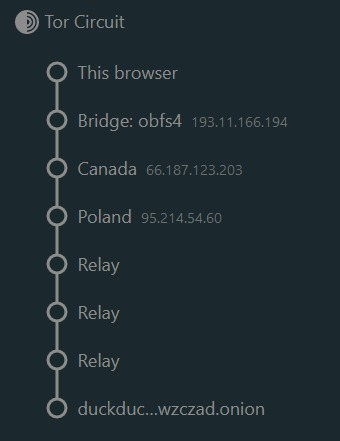 Tor Circuit
This browser
Bridge: obfs4 193.11.166.194
Canada 66.187.123.203
Poland 95.214.54.60
Relay
Relay
Relay
duckduc...wzczad.onion